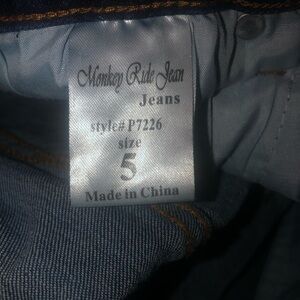 Monkey Ride Jean
Jeans
style# P7226
size
5
Made in China